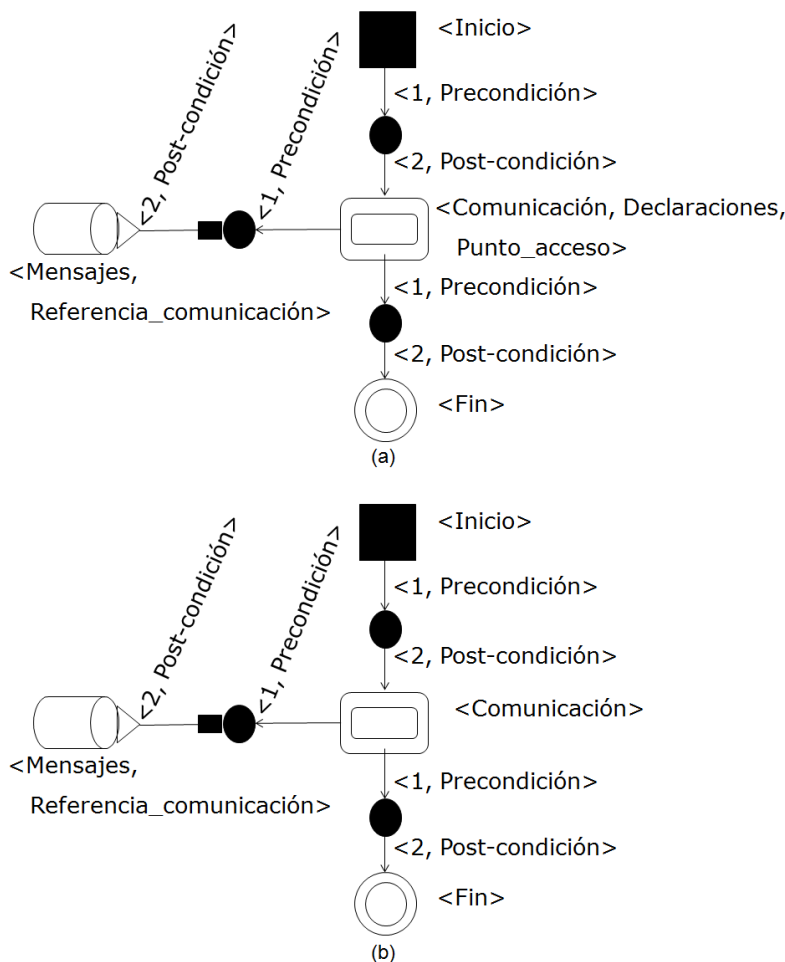 <Inicio>
<2, Post-condición>
<1, Precondición>
<1, Precondición>
<2, Post-condición>
<Comunicación, Declaraciones,
Punto_acceso>
<Mensajes,
Referencia_comunicación>
<1, Precondición>
<2, Post-condición>
<Fin>
(a)
<Inicio>
<2, Post-condición>
<1, Precondición>
<1, Precondición>
<2, Post-condición>
<Comunicación>
<Mensajes,
Referencia_comunicación>
<1, Precondición>
<2, Post-condición>
<Fin>
(b)